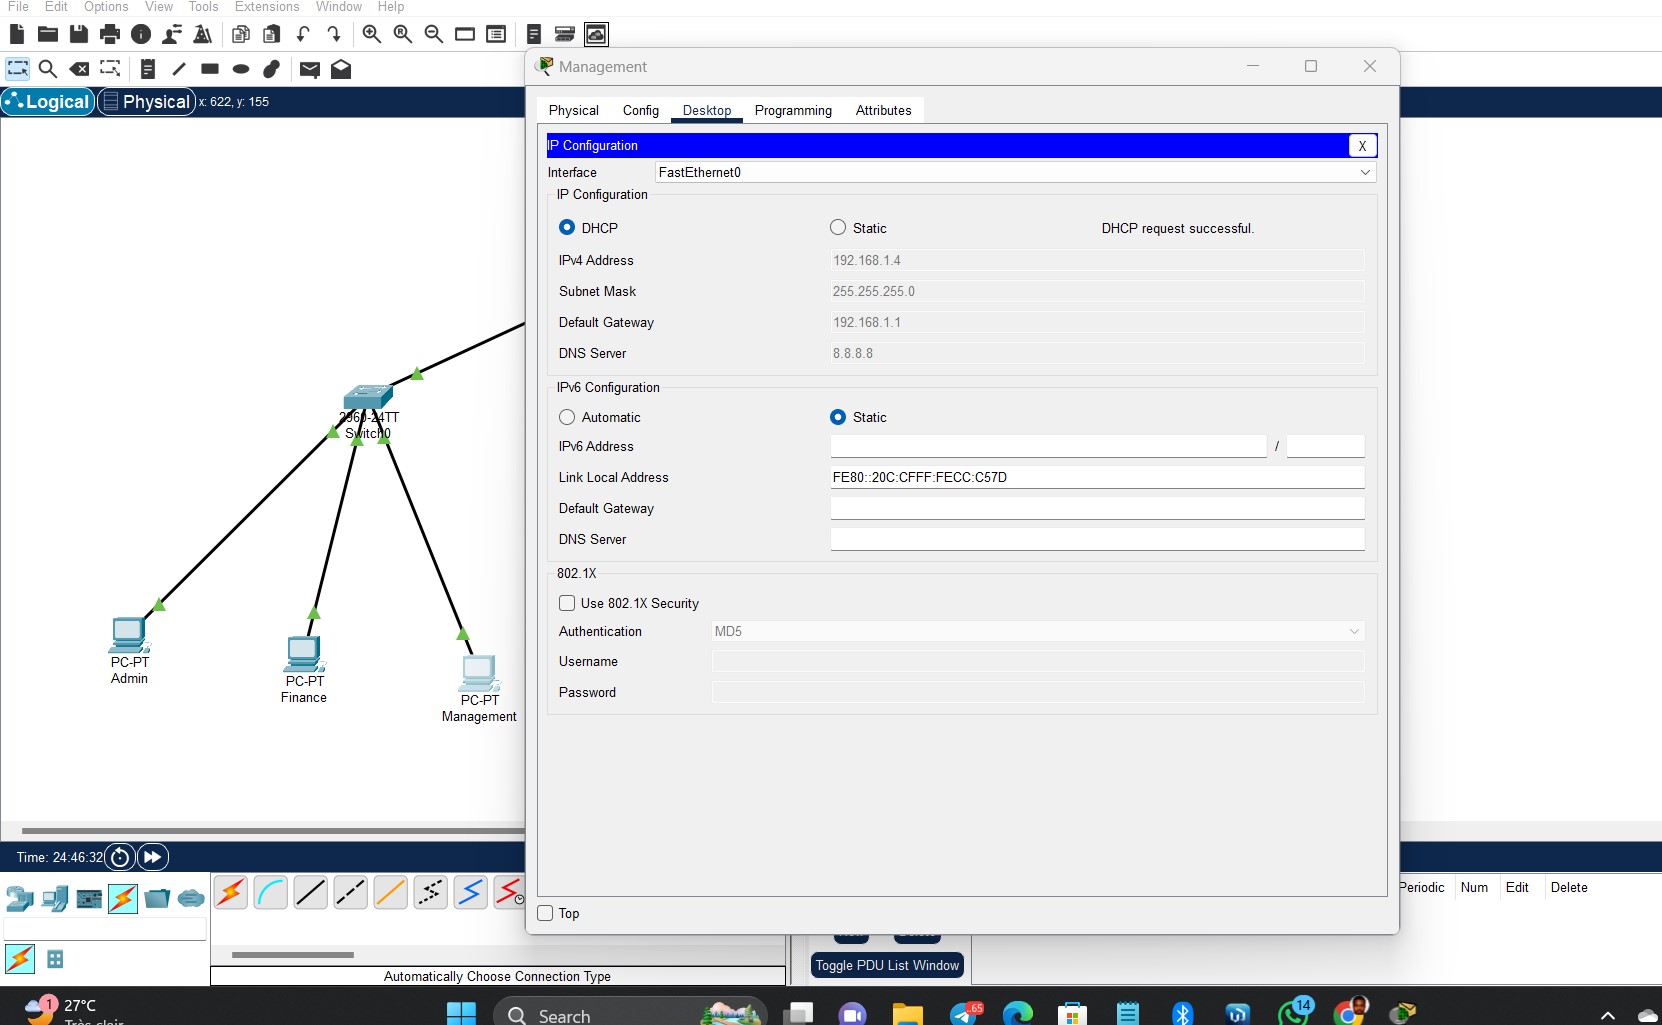 File Edit Options View Tools Extensions Window Help
Management
Logical Physical x: 622, y: 155
Physical Config Desktop Programming Attributes
IP Configuration X
Interface FastEthernet0
IP Configuration
DHCP Static DHCP request successful.
IPv4 Address 192.168.1.4
Subnet Mask 255.255.255.0
Default Gateway 192.168.1.1
DNS Server 8.8.8.8
IPv6 Configuration
Automatic Static
IPv6 Address /
Link Local Address FE80::20C:CFFF:FECC:C57D
Default Gateway
DNS Server
802.1X
Use 802.1X Security
Authentication MD5
Username
Password
Top
2960-24TT
Switch0
PC-PT
Admin
PC-PT
Finance
PC-PT
Management
Time: 24:46:32
Periodic Num Edit Delete
Toggle PDU List Window
Automatically Choose Connection Type
1
27°C
Très clair
Search
65
14